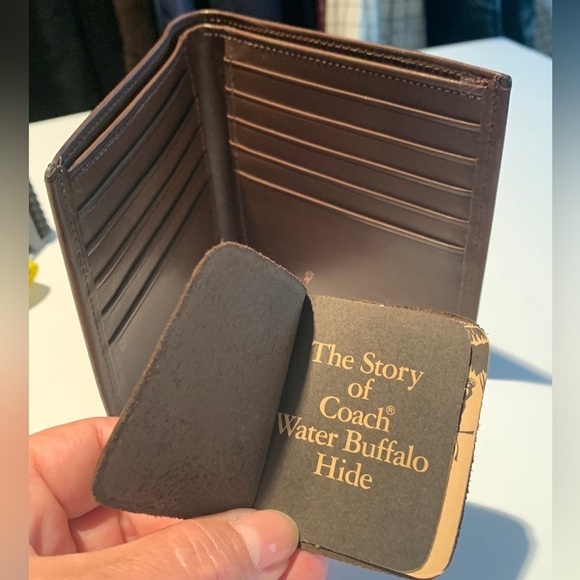 The Story
of
Coach®
Water Buffalo
Hide